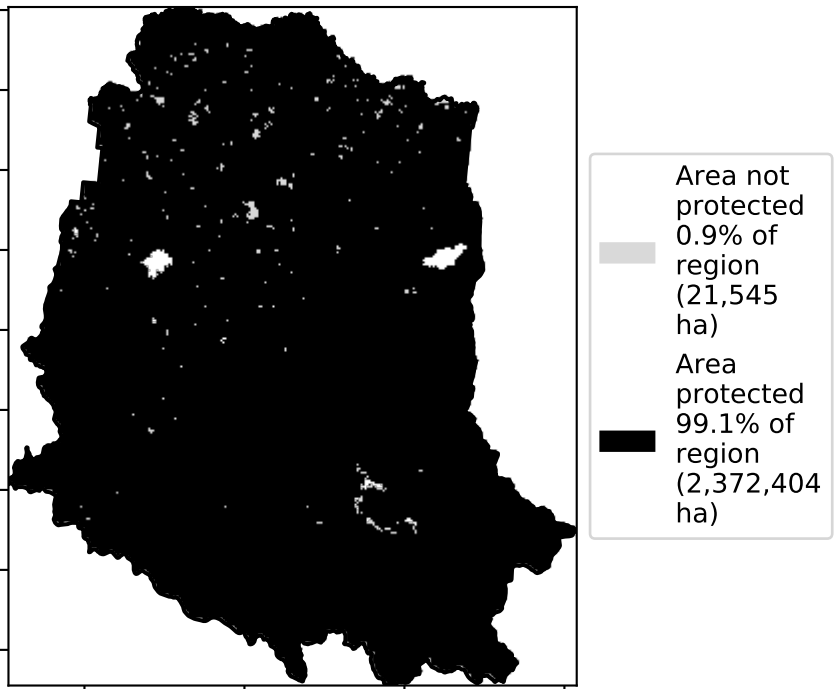 Area not
protected
0.9% of
region
(21,545
ha)
Area
protected
99.1% of
region
(2,372,404
ha)